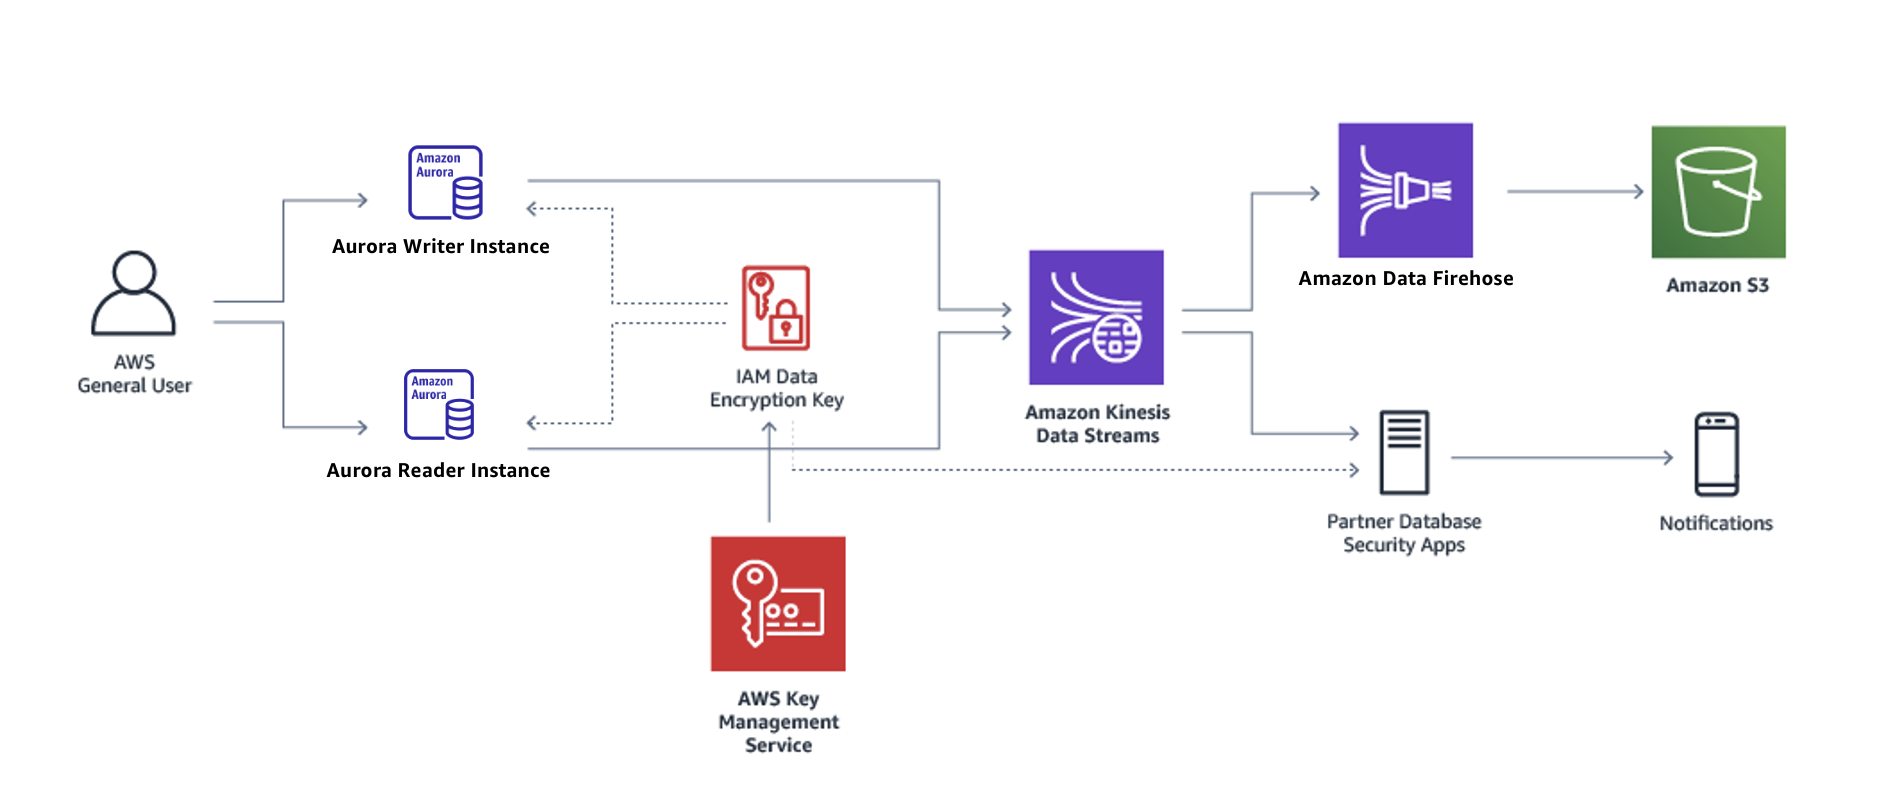 Amazon
Aurora
Aurora Writer Instance
AWS
General User
Amazon
Aurora
Aurora Reader Instance
IAM Data
Encryption Key
AWS Key
Management
Service
Amazon Kinesis
Data Streams
Amazon Data Firehose
Amazon S3
Partner Database
Security Apps
Notifications